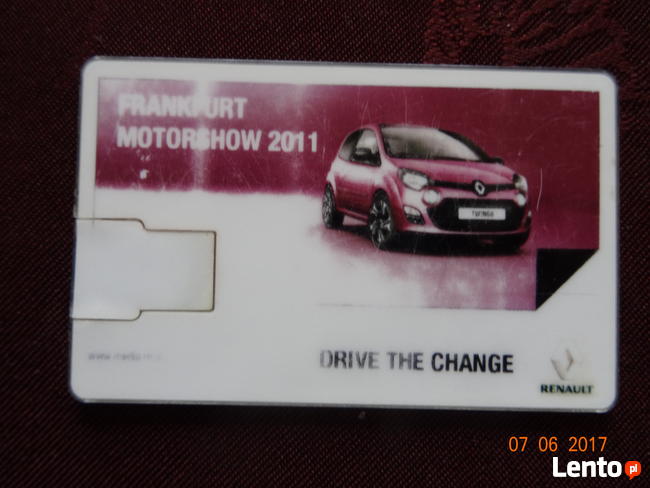 FRANKFURT
MOTORSHOW 2011
TWINGO
DRIVE THE CHANGE
RENAULT
07 06 2017
Lento pl